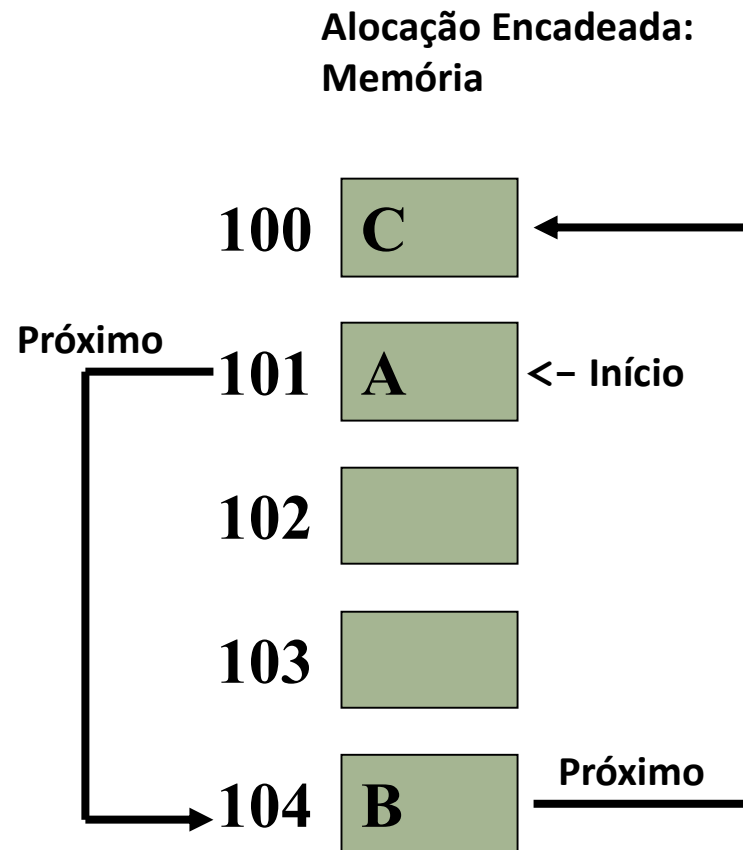 Alocação Encadeada:
Memória
100 C
Próximo
101 A <– Início
102
103
Próximo
104 B